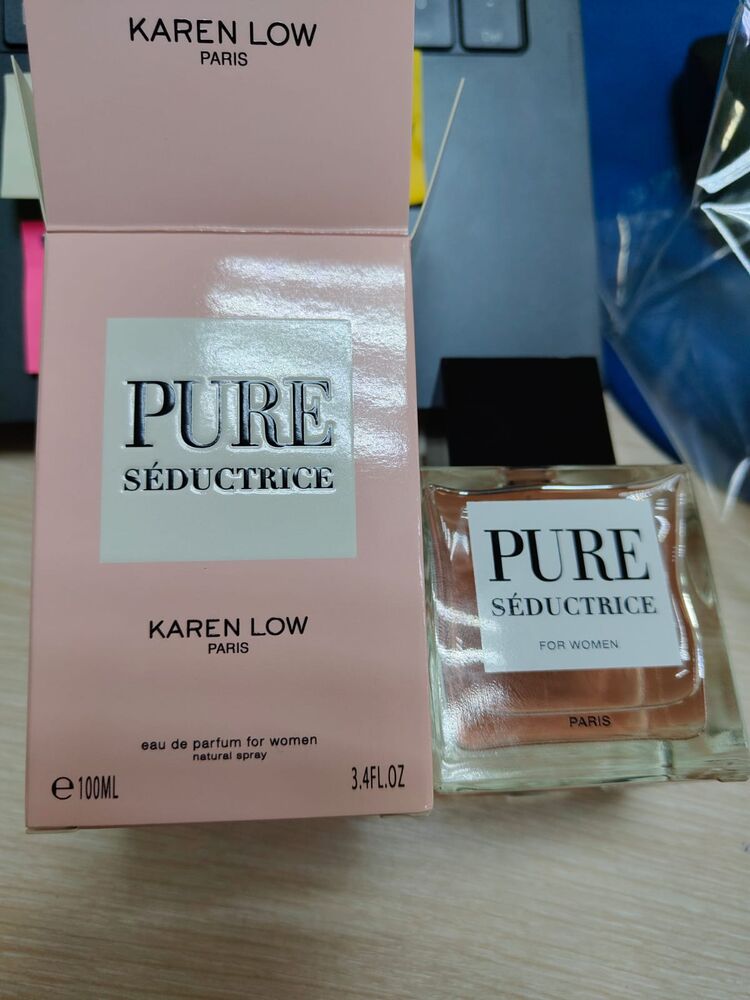 KAREN LOW
PARIS
PURE
SÉDUCTRICE
KAREN LOW
PARIS
eau de parfum for women
natural spray
℮ 100ML
3.4FL.OZ
PURE
SÉDUCTRICE
FOR WOMEN
PARIS